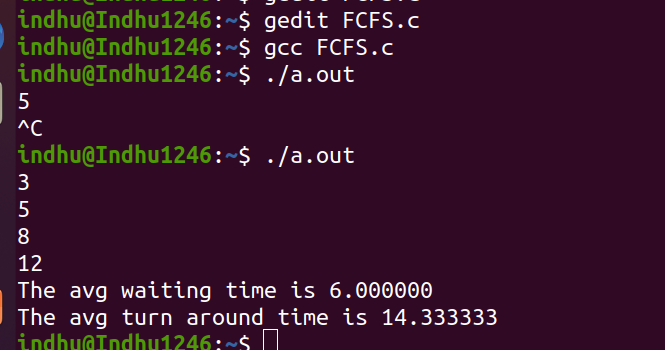 indhu@Indhu1246:~$ gedit FCFS.c
indhu@Indhu1246:~$ gcc FCFS.c
indhu@Indhu1246:~$ ./a.out
5
^C
indhu@Indhu1246:~$ ./a.out
3
5
8
12
The avg waiting time is 6.000000
The avg turn around time is 14.333333
indhu@Indhu1246:~$